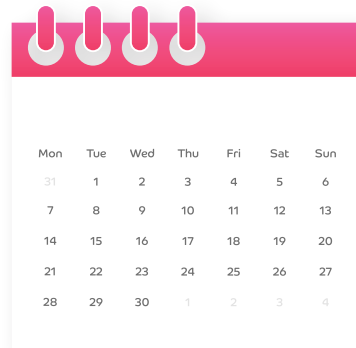 Mon Tue Wed Thu Fri Sat Sun
31 1 2 3 4 5 6
7 8 9 10 11 12 13
14 15 16 17 18 19 20
21 22 23 24 25 26 27
28 29 30 1 2 3 4